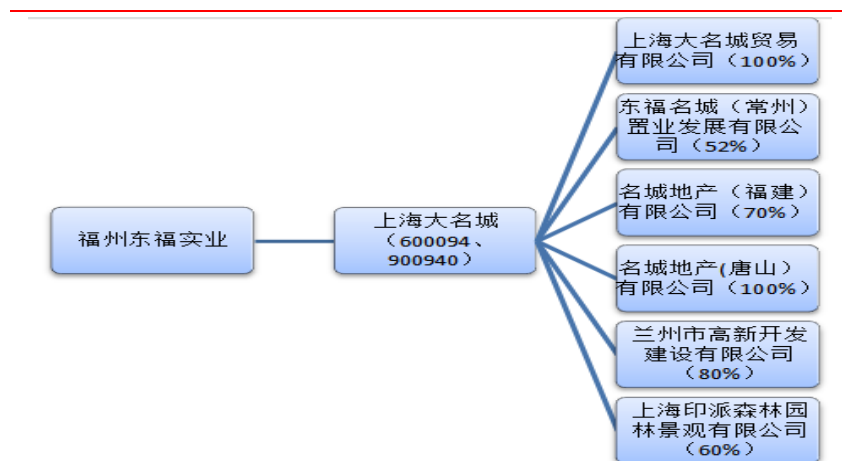 福州东福实业
上海大名城
（600094、
900940）
上海大名城贸易
有限公司（100%）
东福名城（常州）
置业发展有限公
司（52%）
名城地产（福建）
有限公司（70%）
名城地产(唐山）
有限公司（100%）
兰州市高新开发
建设有限公司
（80%）
上海印派森林园
林景观有限公司
（60%）